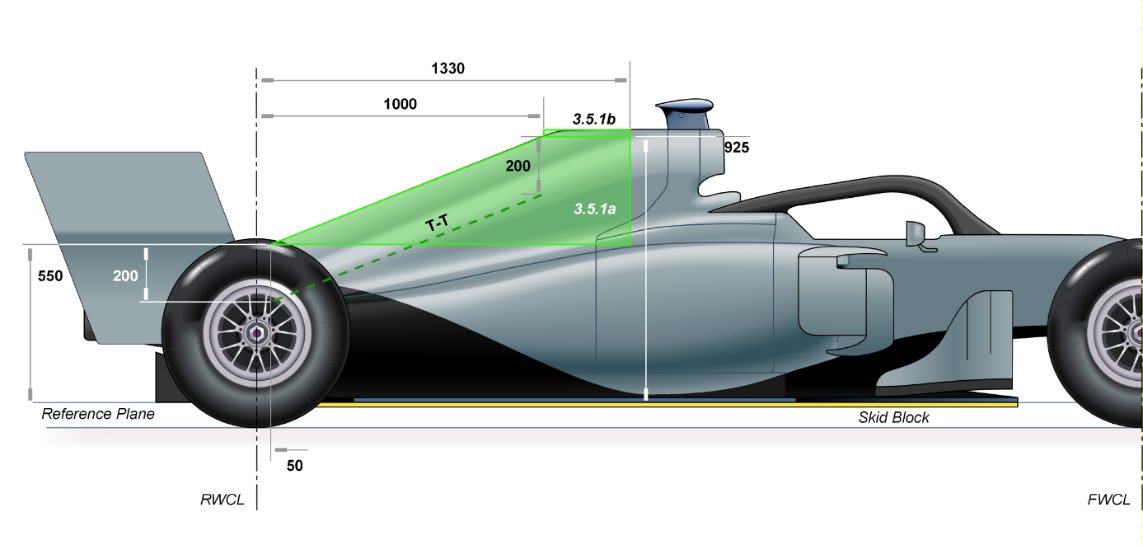 1330
1000
3.5.1b
925
200
3.5.1a
T-T
550
200
Reference Plane
Skid Block
50
RWCL
FWCL